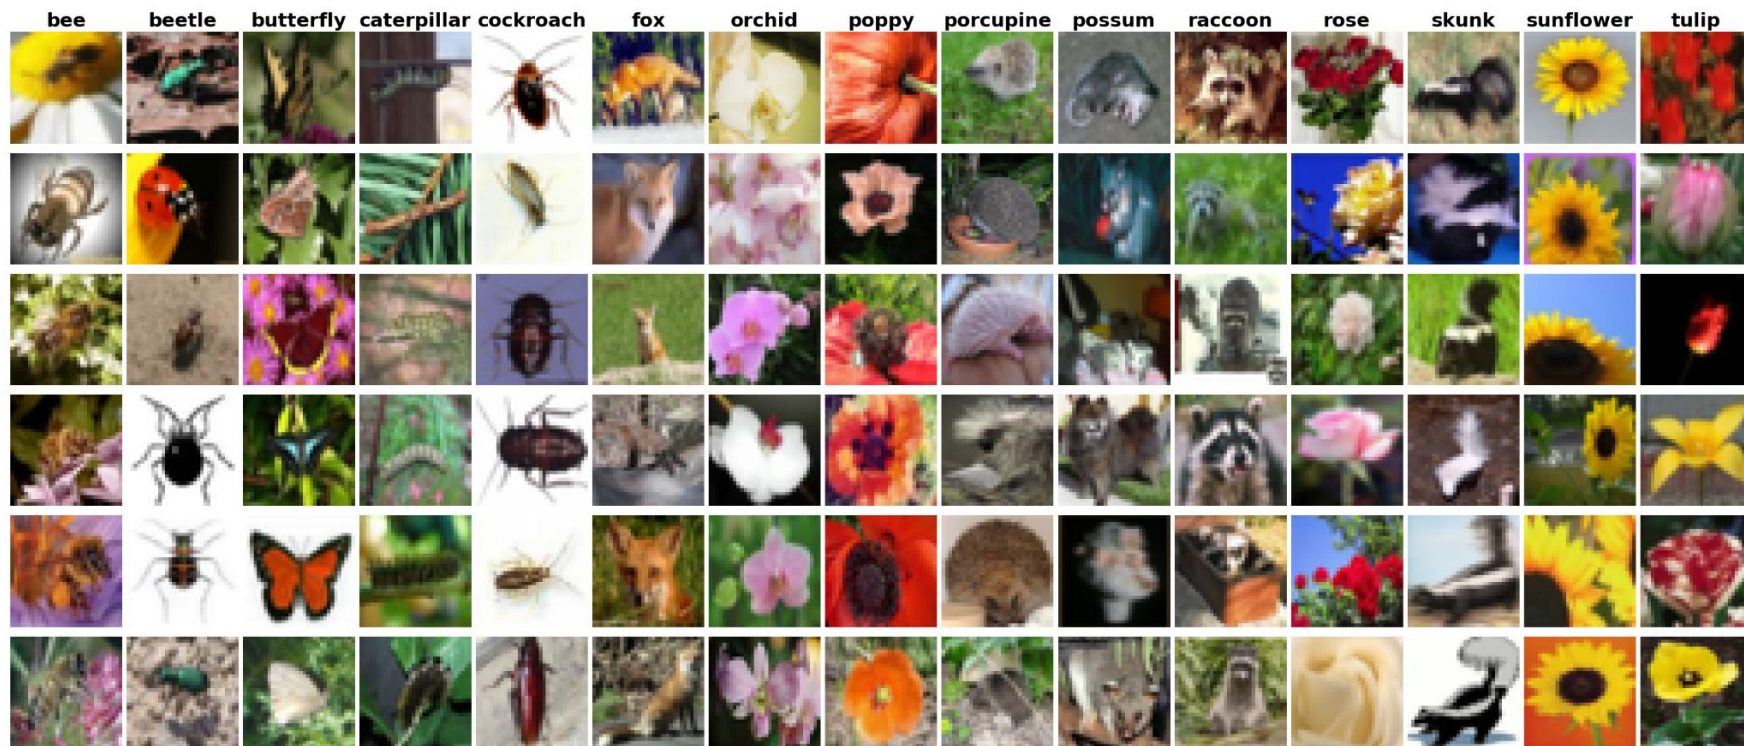 bee beetle butterfly caterpillar cockroach fox orchid poppy porcupine possum raccoon rose skunk sunflower tulip